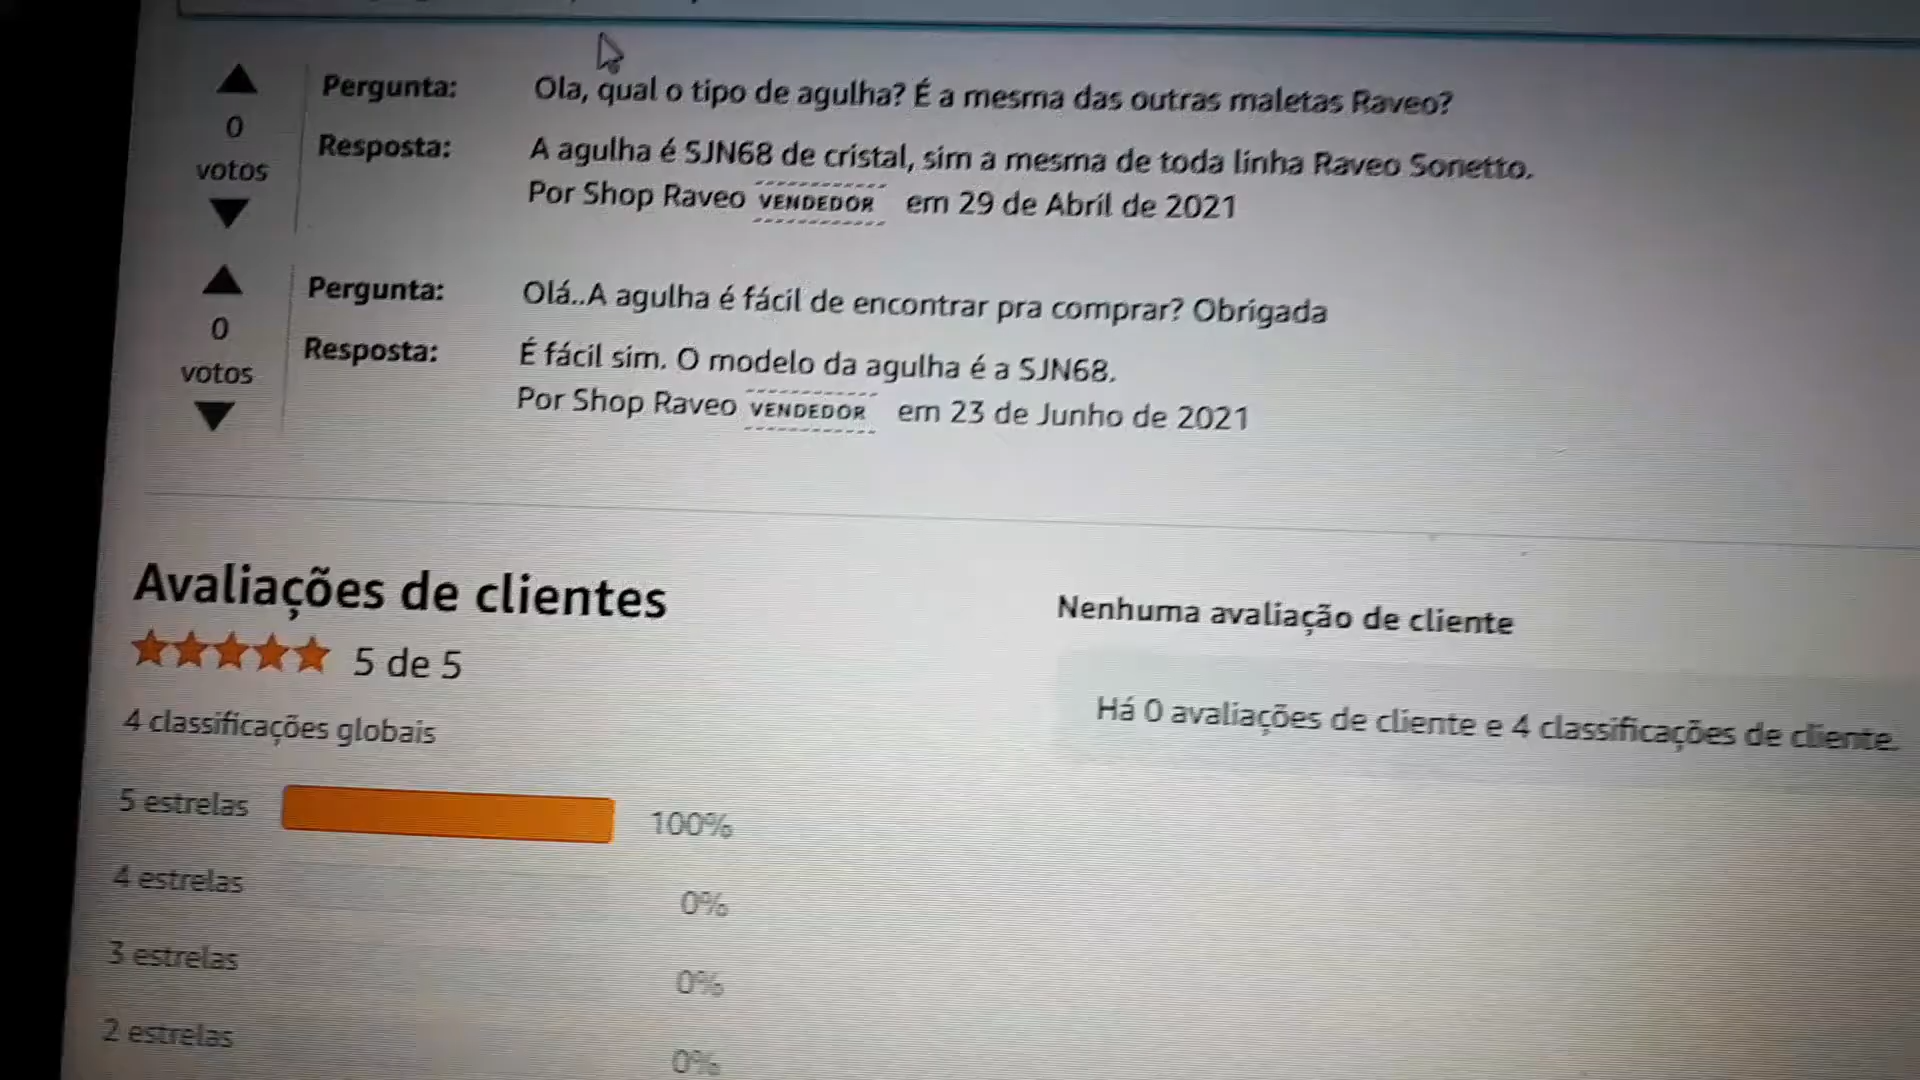 Pergunta: Ola, qual o tipo de agulha? É a mesma das outras maletas Raveo?
0
votos
Resposta: A agulha é SJN68 de cristal, sim a mesma de toda linha Raveo Sonetto.
Por Shop Raveo VENDEDOR em 29 de Abril de 2021
Pergunta: Olá..A agulha é fácil de encontrar pra comprar? Obrigada
0
votos
Resposta: É fácil sim. O modelo da agulha é a SJN68.
Por Shop Raveo VENDEDOR em 23 de Junho de 2021
Avaliações de clientes
5 de 5
4 classificações globais
5 estrelas 100%
4 estrelas 0%
3 estrelas 0%
2 estrelas 0%
Nenhuma avaliação de cliente
Há 0 avaliações de cliente e 4 classificações de cliente.